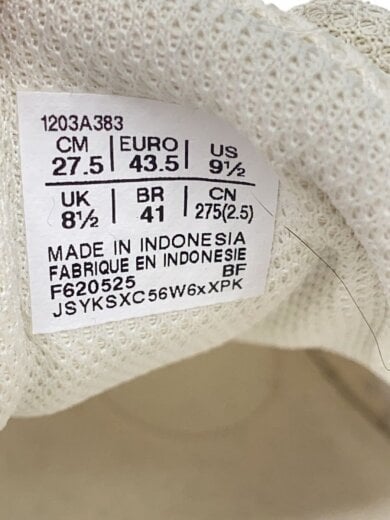 1203A383
CM | EURO | US
27.5 | 43.5 | 9½
UK | BR | CN
8½ | 41 | 275(2.5)
MADE IN INDONESIA
FABRIQUE EN INDONESIE
F620525 BF
JSYKSXC56W6xXPK